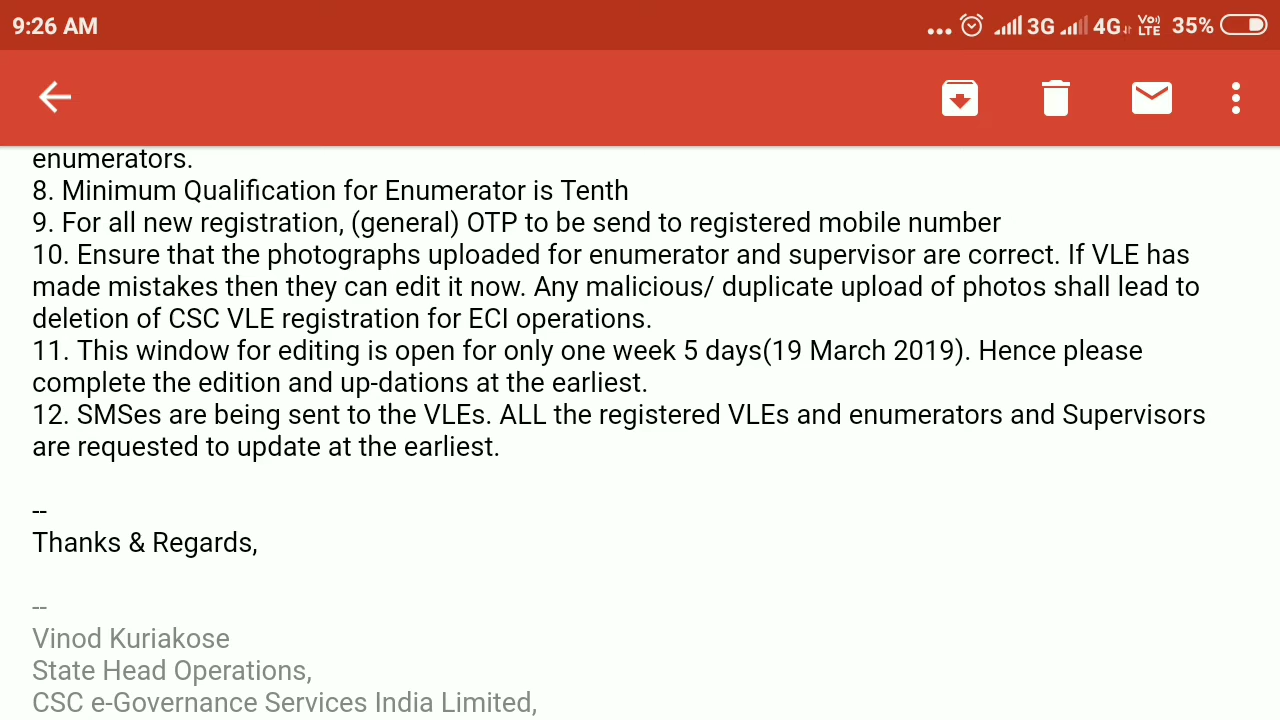 9:26 AM
... 3G 4G Vo)) LTE 35%
enumerators.
8. Minimum Qualification for Enumerator is Tenth
9. For all new registration, (general) OTP to be send to registered mobile number
10. Ensure that the photographs uploaded for enumerator and supervisor are correct. If VLE has
made mistakes then they can edit it now. Any malicious/ duplicate upload of photos shall lead to
deletion of CSC VLE registration for ECI operations.
11. This window for editing is open for only one week 5 days(19 March 2019). Hence please
complete the edition and up-dations at the earliest.
12. SMSes are being sent to the VLEs. ALL the registered VLEs and enumerators and Supervisors
are requested to update at the earliest.
--
Thanks & Regards,
--
Vinod Kuriakose
State Head Operations,
CSC e-Governance Services India Limited,